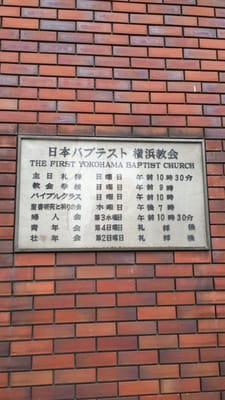 日本バプテスト 横浜教会
THE FIRST YOKOHAMA BAPTIST CHURCH
主日礼拝 日曜日 午前10時30分
教会学校 日曜日 午前9時
バイブルクラス 日曜日 午前10時
聖書研究と祈りの会 水曜日 午後7時
婦人会 第3水曜日 午前10時30分
青年会 第4日曜日 礼拝後
壮年会 第2日曜日 礼拝後